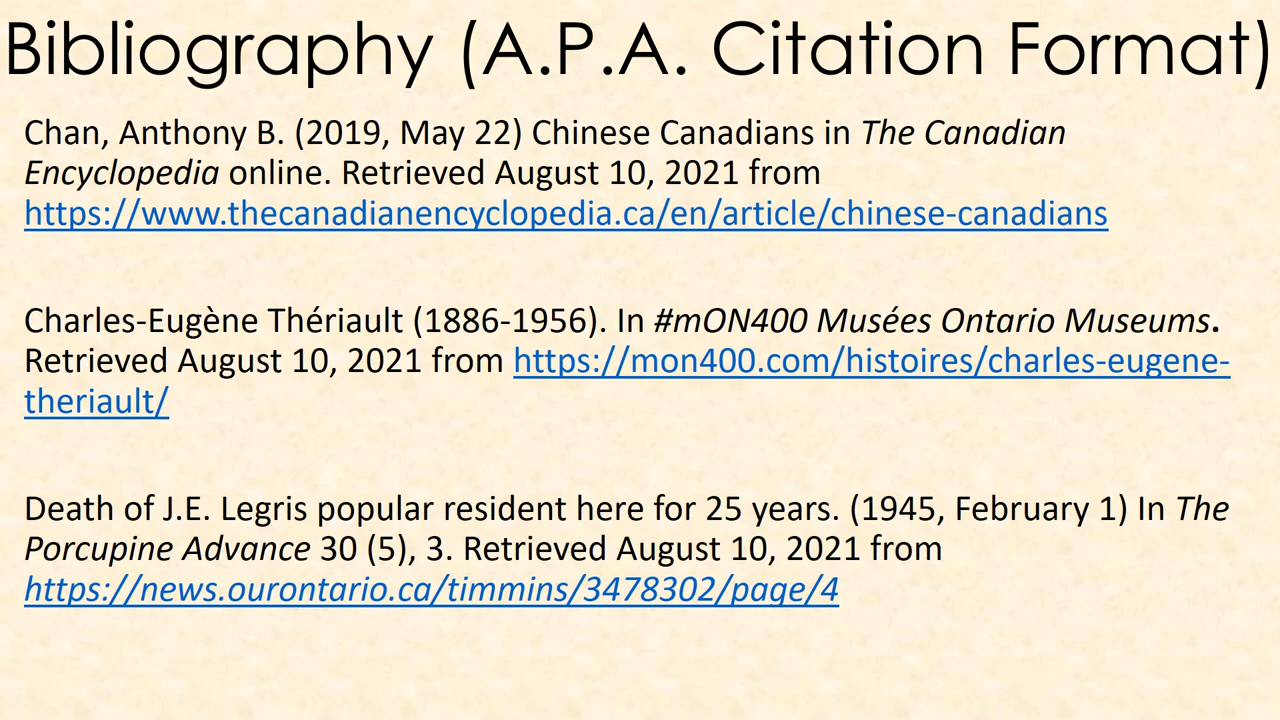 Bibliography (A.P.A. Citation Format)
Chan, Anthony B. (2019, May 22) Chinese Canadians in The Canadian
Encyclopedia online. Retrieved August 10, 2021 from
https://www.thecanadianencyclopedia.ca/en/article/chinese-canadians
Charles-Eugène Thériault (1886-1956). In #mON400 Musées Ontario Museums.
Retrieved August 10, 2021 from https://mon400.com/histoires/charles-eugene-
theriault/
Death of J.E. Legris popular resident here for 25 years. (1945, February 1) In The
Porcupine Advance 30 (5), 3. Retrieved August 10, 2021 from
https://news.ourontario.ca/timmins/3478302/page/4